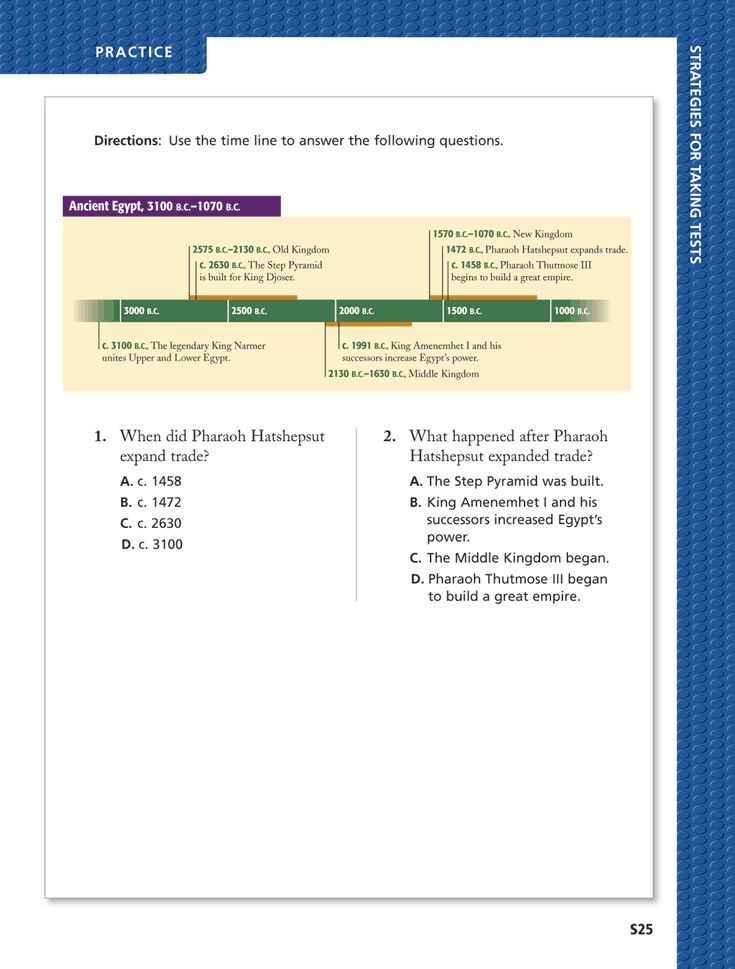 PRACTICE
STRATEGIES FOR TAKING TESTS
Directions: Use the time line to answer the following questions.
Ancient Egypt, 3100 B.C.–1070 B.C.
1570 B.C.–1070 B.C., New Kingdom
2575 B.C.–2130 B.C., Old Kingdom
1472 B.C., Pharaoh Hatshepsut expands trade.
c. 2630 B.C., The Step Pyramid
is built for King Djoser.
c. 1458 B.C., Pharaoh Thutmose III
begins to build a great empire.
3000 B.C. 2500 B.C. 2000 B.C. 1500 B.C. 1000 B.C.
c. 3100 B.C., The legendary King Narmer
unites Upper and Lower Egypt.
c. 1991 B.C., King Amenemhet I and his
successors increase Egypt's power.
2130 B.C.–1630 B.C., Middle Kingdom
1. When did Pharaoh Hatshepsut
expand trade?
A. c. 1458
B. c. 1472
C. c. 2630
D. c. 3100
2. What happened after Pharaoh
Hatshepsut expanded trade?
A. The Step Pyramid was built.
B. King Amenemhet I and his
successors increased Egypt's
power.
C. The Middle Kingdom began.
D. Pharaoh Thutmose III began
to build a great empire.
S25